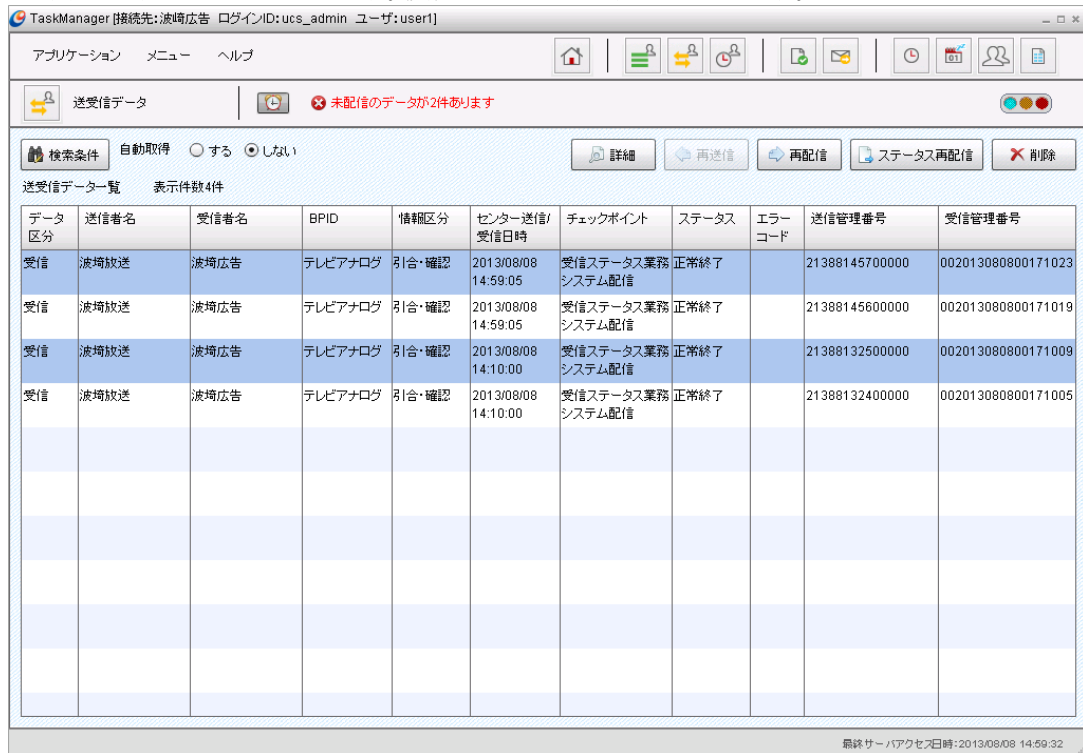 TaskManager [接続先:波崎広告 ログインID:ucs_admin ユーザ:user1]
アプリケーション メニュー ヘルプ
01
送受信データ 未配信のデータが2件あります
検索条件 自動取得 する しない 詳細 再送信 再配信 ステータス再配信 削除
送受信データ一覧 表示件数4件
データ 送信者名 受信者名 BPID 情報区分 センター送信/ チェックポイント ステータス エラー 送信管理番号 受信管理番号
区分 受信日時 コード
受信 波埼放送 波埼広告 テレビアナログ 引合・確認 2013/08/08 受信ステータス業務 正常終了 21388145700000 002013080800171023
14:59:05 システム配信
受信 波埼放送 波埼広告 テレビアナログ 引合・確認 2013/08/08 受信ステータス業務 正常終了 21388145600000 002013080800171019
14:59:05 システム配信
受信 波埼放送 波埼広告 テレビアナログ 引合・確認 2013/08/08 受信ステータス業務 正常終了 21388132500000 002013080800171009
14:10:00 システム配信
受信 波埼放送 波埼広告 テレビアナログ 引合・確認 2013/08/08 受信ステータス業務 正常終了 21388132400000 002013080800171005
14:10:00 システム配信
最終サーバアクセス日時:2013/08/08 14:59:32